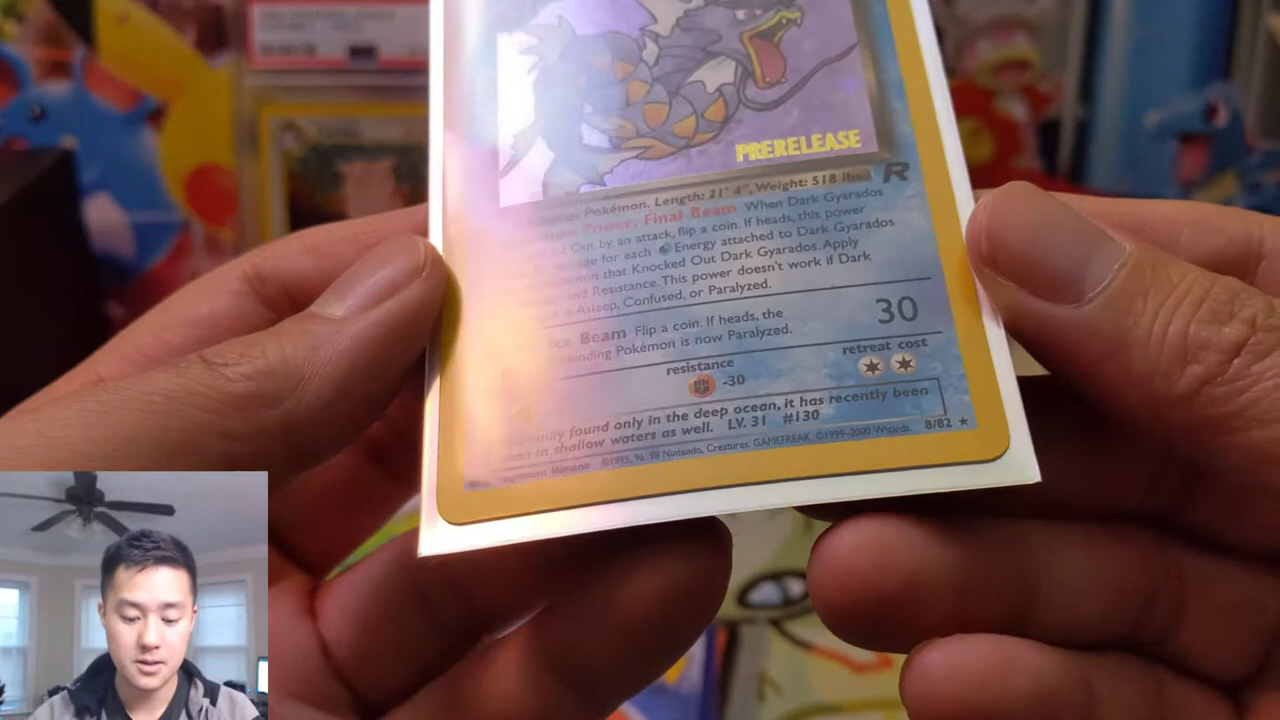 PRERELEASE
us Pokémon. Length: 21' 4", Weight: 518 lbs.
R
Power: Final Beam When Dark Gyarados
Out by an attack, flip a coin. If heads, this power
for each Energy attached to Dark Gyarados
that Knocked Out Dark Gyarados. Apply
and Resistance. This power doesn't work if Dark
Asleep, Confused, or Paralyzed.
Beam Flip a coin. If heads, the
Pokémon is now Paralyzed.
30
resistance
-30
retreat cost
found only in the deep ocean, it has recently been
in shallow waters as well. LV. 31 #130
©1995, 96, 98 Nintendo, Creatures, GAMEFREAK. ©1999-2000 Wizards. 8/82 ★